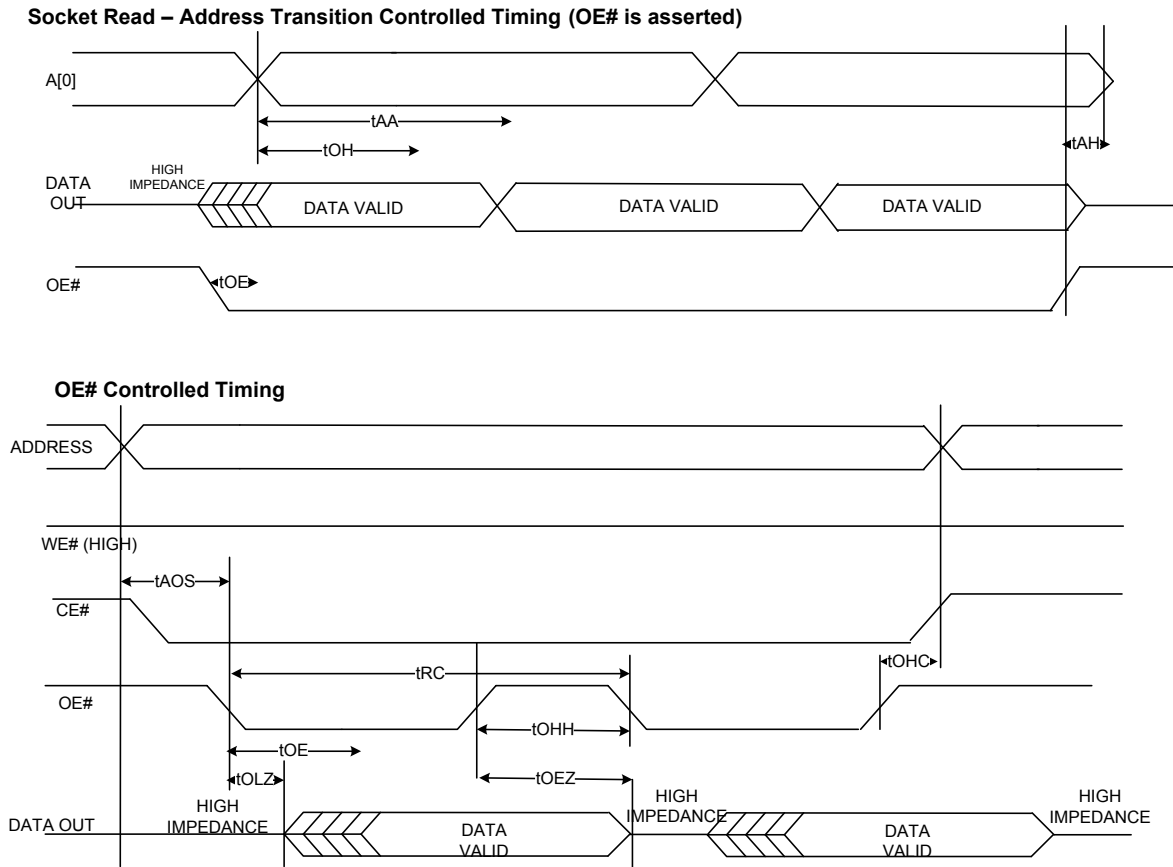 Socket Read – Address Transition Controlled Timing (OE# is asserted)
A[0]
tAA
tOH
tAH
HIGH
IMPEDANCE
DATA
OUT
DATA VALID
DATA VALID
DATA VALID
OE#
tOE
OE# Controlled Timing
ADDRESS
WE# (HIGH)
tAOS
CE#
tOHC
tRC
OE#
tOHH
tOE
tOLZ
tOEZ
HIGH
IMPEDANCE
HIGH
IMPEDANCE
HIGH
IMPEDANCE
DATA OUT
DATA
VALID
DATA
VALID